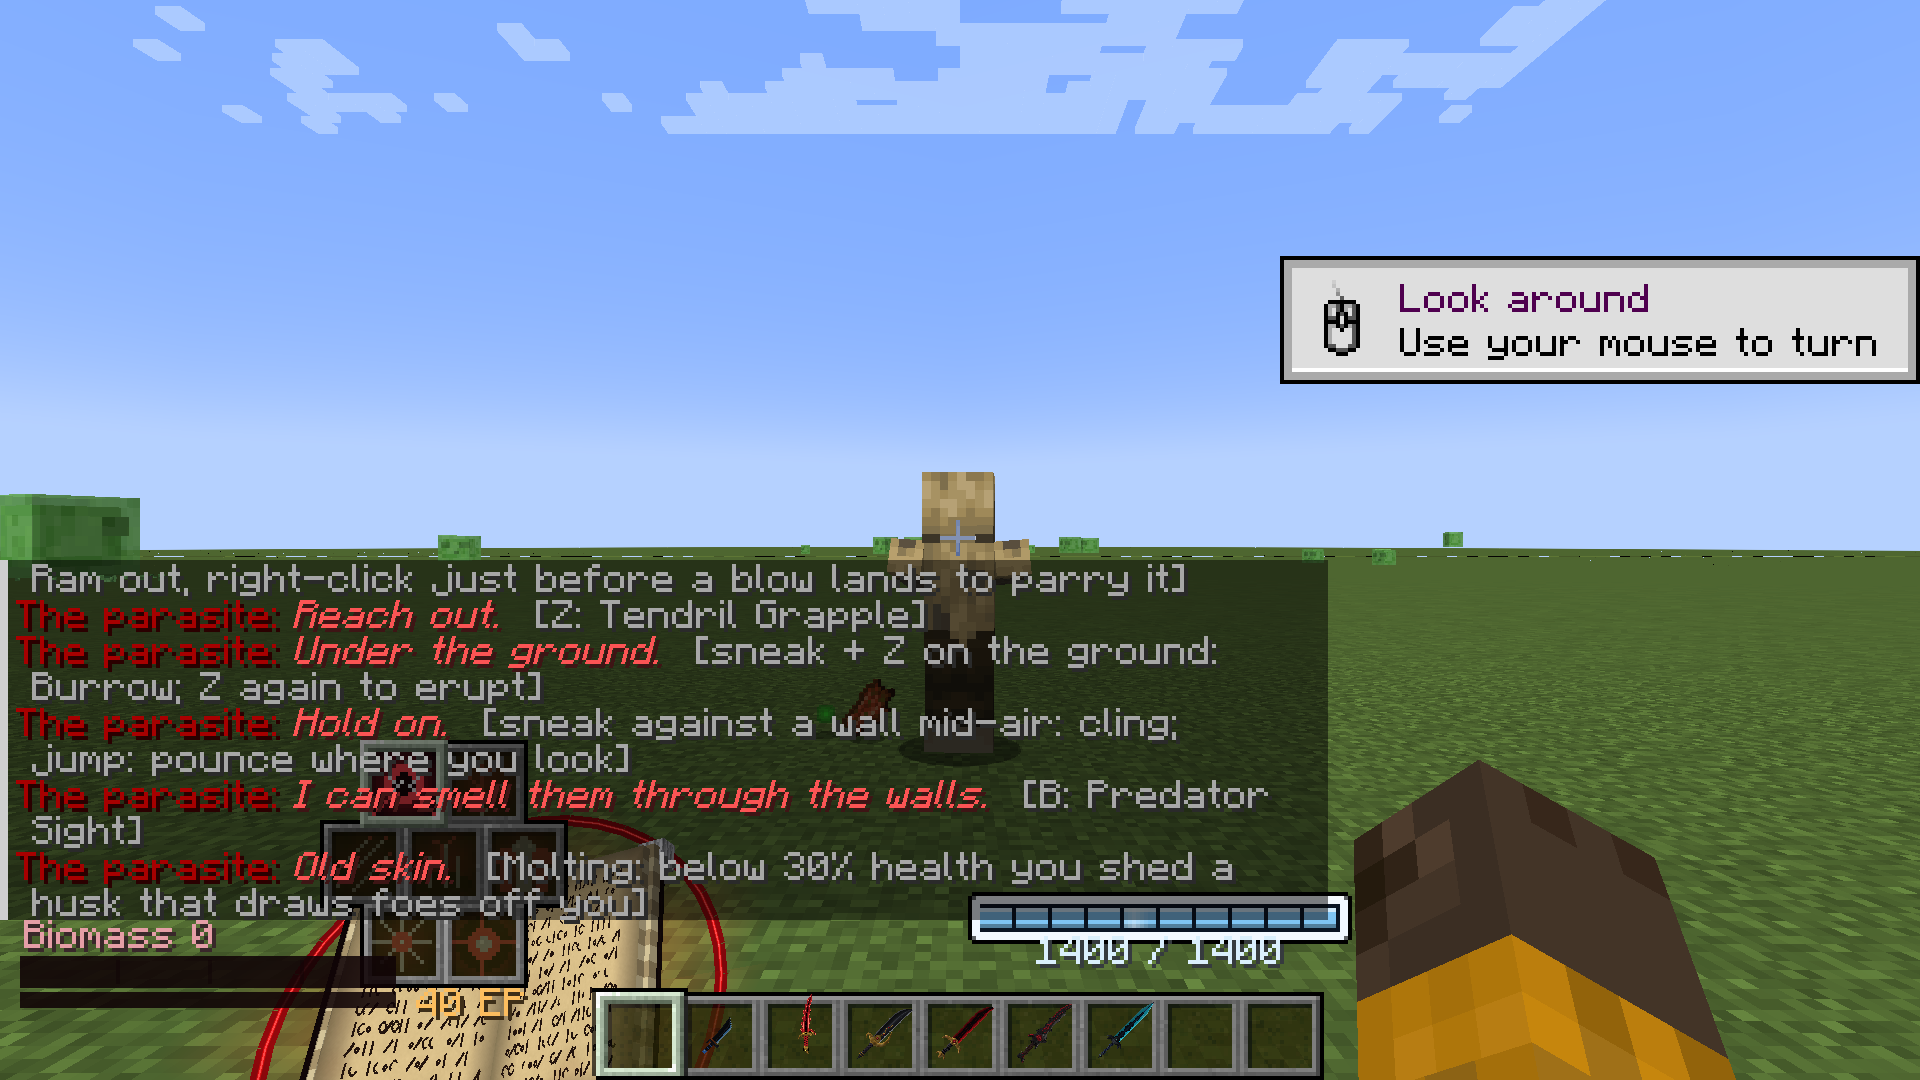 Look around
Use your mouse to turn
Ram out, right-click just before a blow lands to parry it]
The parasite: Reach out. [Z: Tendril Grapple]
The parasite: Under the ground. [sneak + Z on the ground:
Burrow; Z again to erupt]
The parasite: Hold on. [sneak against a wall mid-air: cling;
jump: pounce where you look]
The parasite: I can smell them through the walls. [B: Predator
Sight]
The parasite: Old skin. [Molting: below 30% health you shed a
husk that draws foes off you]
Biomass 0
1400 / 1400
40 EP